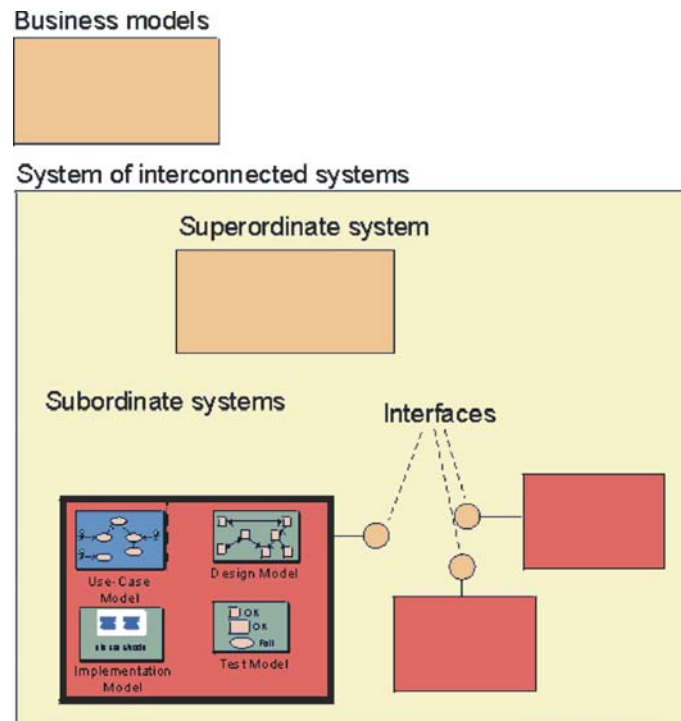 Business models
System of interconnected systems
Superordinate system
Subordinate systems
Interfaces
Use-Case
Model
Design Model
OK
OK
Fail
Implementation
Model
Test Model